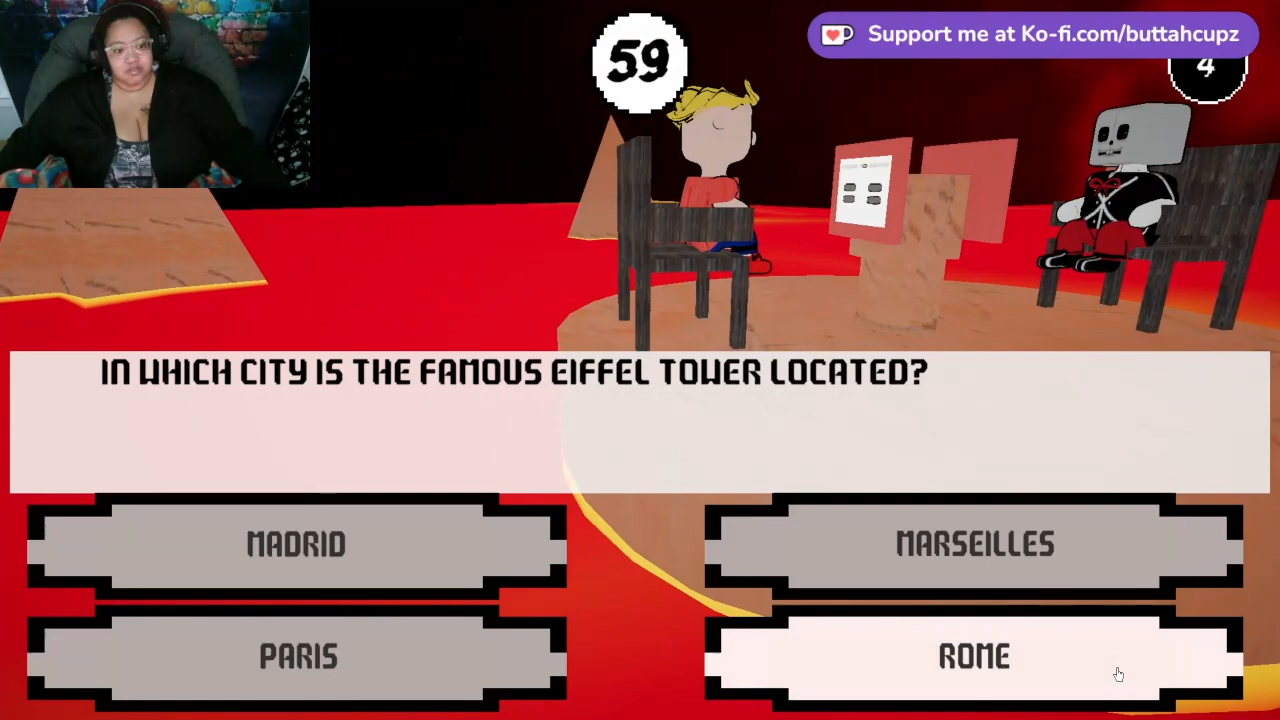 59
Support me at Ko-fi.com/buttahcupz
4
IN WHICH CITY IS THE FAMOUS EIFFEL TOWER LOCATED?
MADRID
MARSEILLES
PARIS
ROME